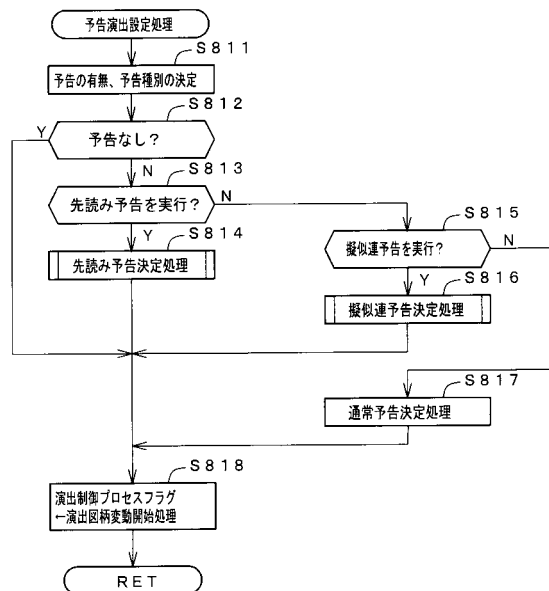 予告演出設定処理
S811
予告の有無、予告種別の決定
S812
Y
予告なし?
N
S813
先読み予告を実行?
N
S815
Y
S814
擬似連予告を実行?
N
先読み予告決定処理
Y
S816
擬似連予告決定処理
S817
通常予告決定処理
S818
演出制御プロセスフラグ
←演出図柄変動開始処理
RET